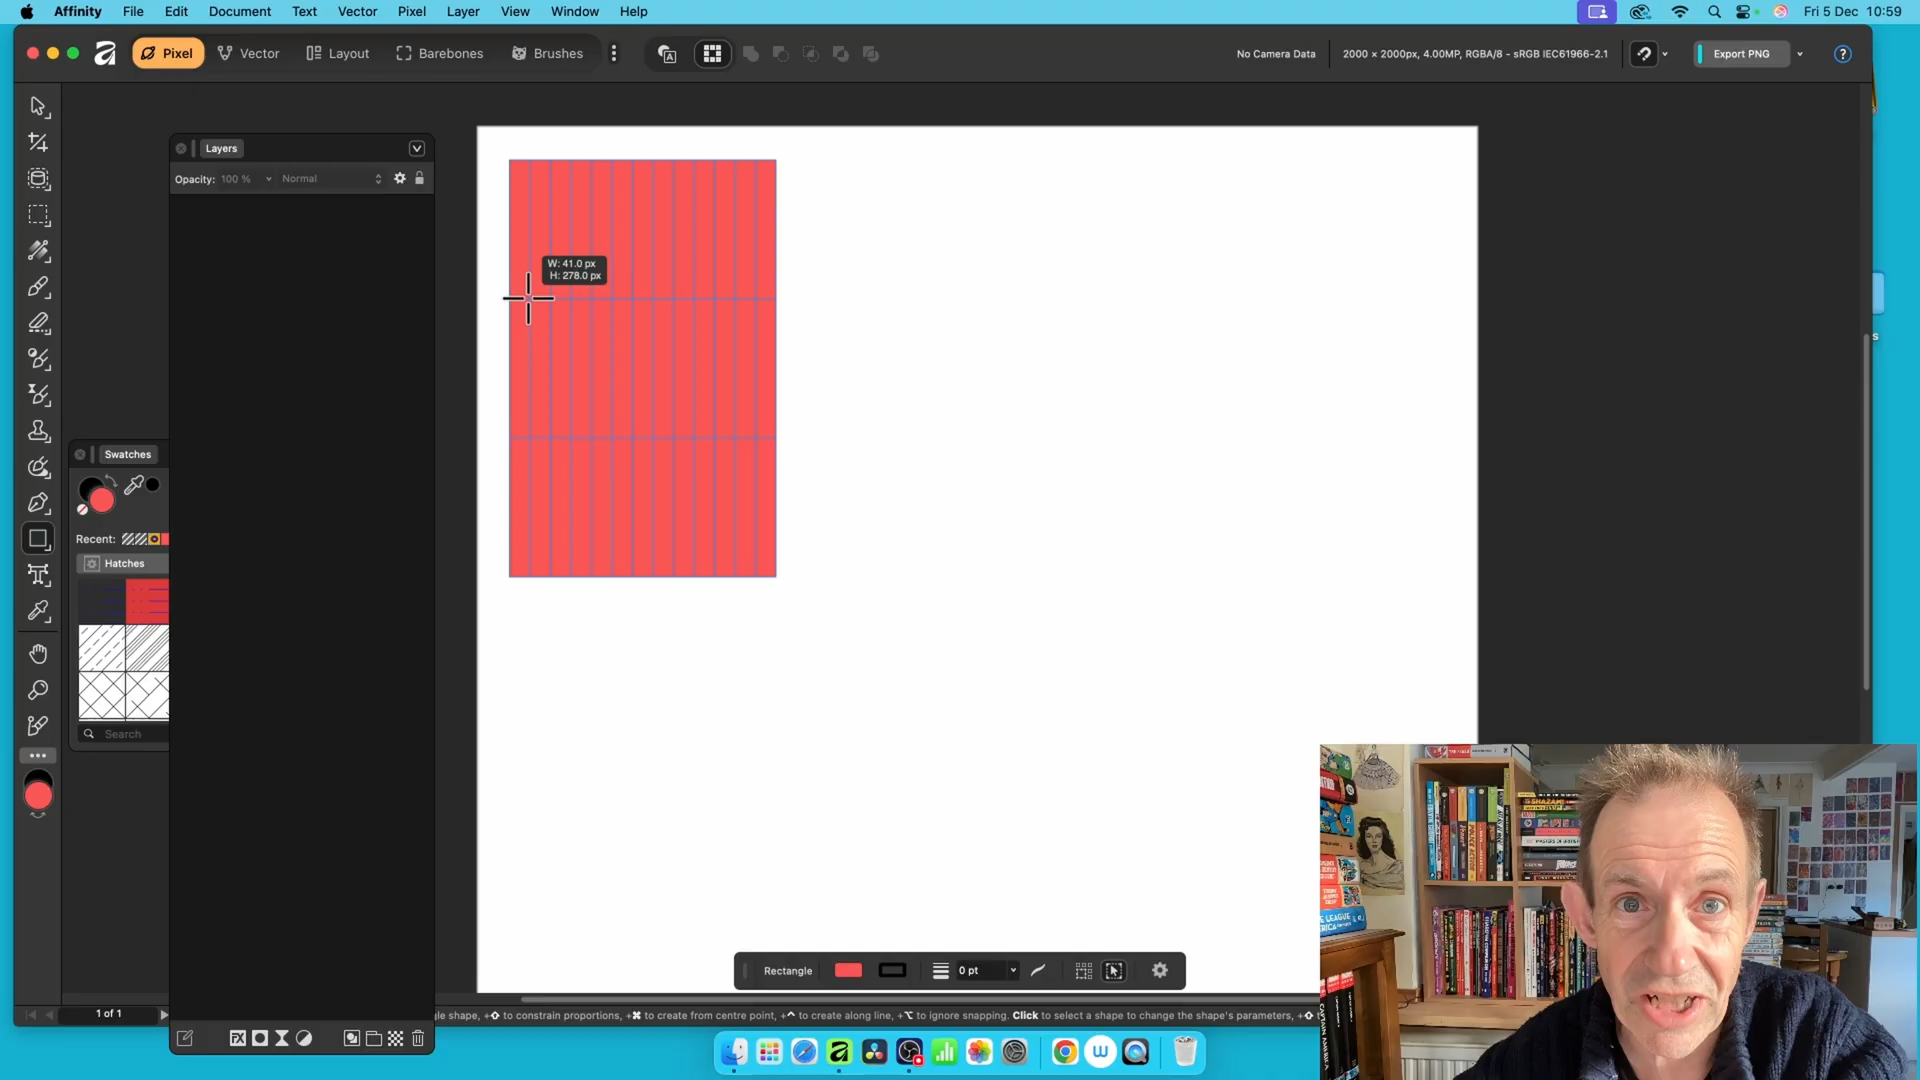 Affinity File Edit Document Text Vector Pixel Layer View Window Help
Fri 5 Dec 10:59
Pixel Vector Layout Barebones Brushes
No Camera Data 2000 × 2000px, 4.00MP, RGBA/8 - sRGB IEC61966-2.1
Export PNG
Layers
Opacity: 100 % Normal
W: 41.0 px
H: 278.0 px
Swatches
Recent:
Hatches
Search
Rectangle 0 pt
1 of 1
gle shape, +⇧ to constrain proportions, +⌘ to create from centre point, +^ to create along line, +⌥ to ignore snapping. Click to select a shape to change the shape's parameters, +⇧
SHAZAM!